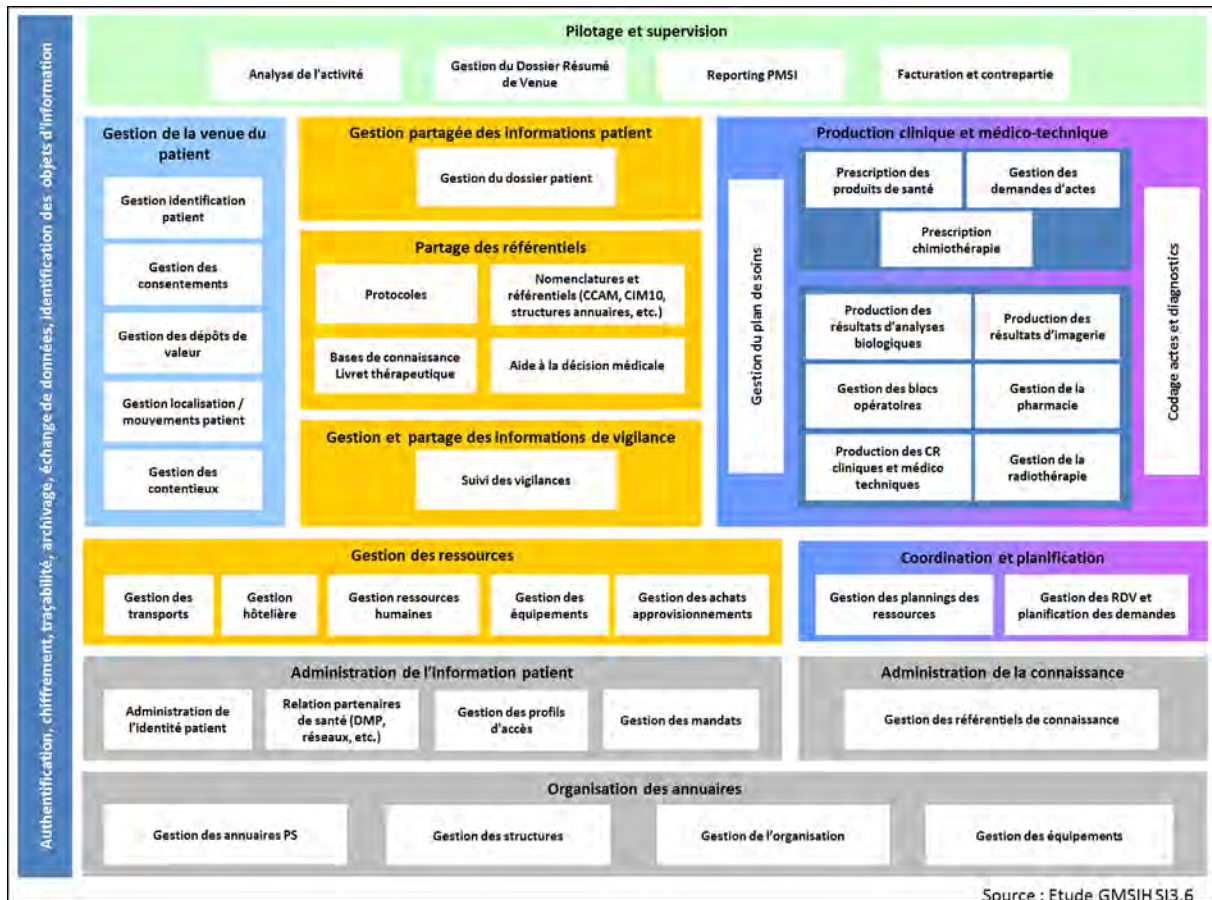 Authentification, chiffrement, traçabilité, archivage, échange de données, identification des objets d'information
Pilotage et supervision
Analyse de l'activité
Gestion du Dossier Résumé
de Venue
Reporting PMSI
Facturation et contrepartie
Gestion de la venue du
patient
Gestion identification
patient
Gestion des
consentements
Gestion des dépôts de
valeur
Gestion localisation /
mouvements patient
Gestion des
contentieux
Gestion partagée des informations patient
Gestion du dossier patient
Partage des référentiels
Protocoles
Nomenclatures et
référentiels (CCAM, CIM10,
structures annuaires, etc.)
Bases de connaissance
Livret thérapeutique
Aide à la décision médicale
Gestion et partage des informations de vigilance
Suivi des vigilances
Production clinique et médico-technique
Gestion du plan de soins
Prescription des
produits de santé
Gestion des
demandes d'actes
Prescription
chimiothérapie
Production des
résultats d'analyses
biologiques
Production des
résultats d'imagerie
Gestion des blocs
opératoires
Gestion de la
pharmacie
Production des CR
cliniques et médico
techniques
Gestion de la
radiothérapie
Codage actes et diagnostics
Gestion des ressources
Gestion des
transports
Gestion
hôtelière
Gestion ressources
humaines
Gestion des
équipements
Gestion des achats
approvisionnements
Coordination et planification
Gestion des plannings des
ressources
Gestion des RDV et
planification des demandes
Administration de l'information patient
Administration de
l'identité patient
Relation partenaires
de santé (DMP,
réseaux, etc.)
Gestion des profils
d'accès
Gestion des mandats
Administration de la connaissance
Gestion des référentiels de connaissance
Organisation des annuaires
Gestion des annuaires PS
Gestion des structures
Gestion de l'organisation
Gestion des équipements
Source : Etude GMSIH SI3.6